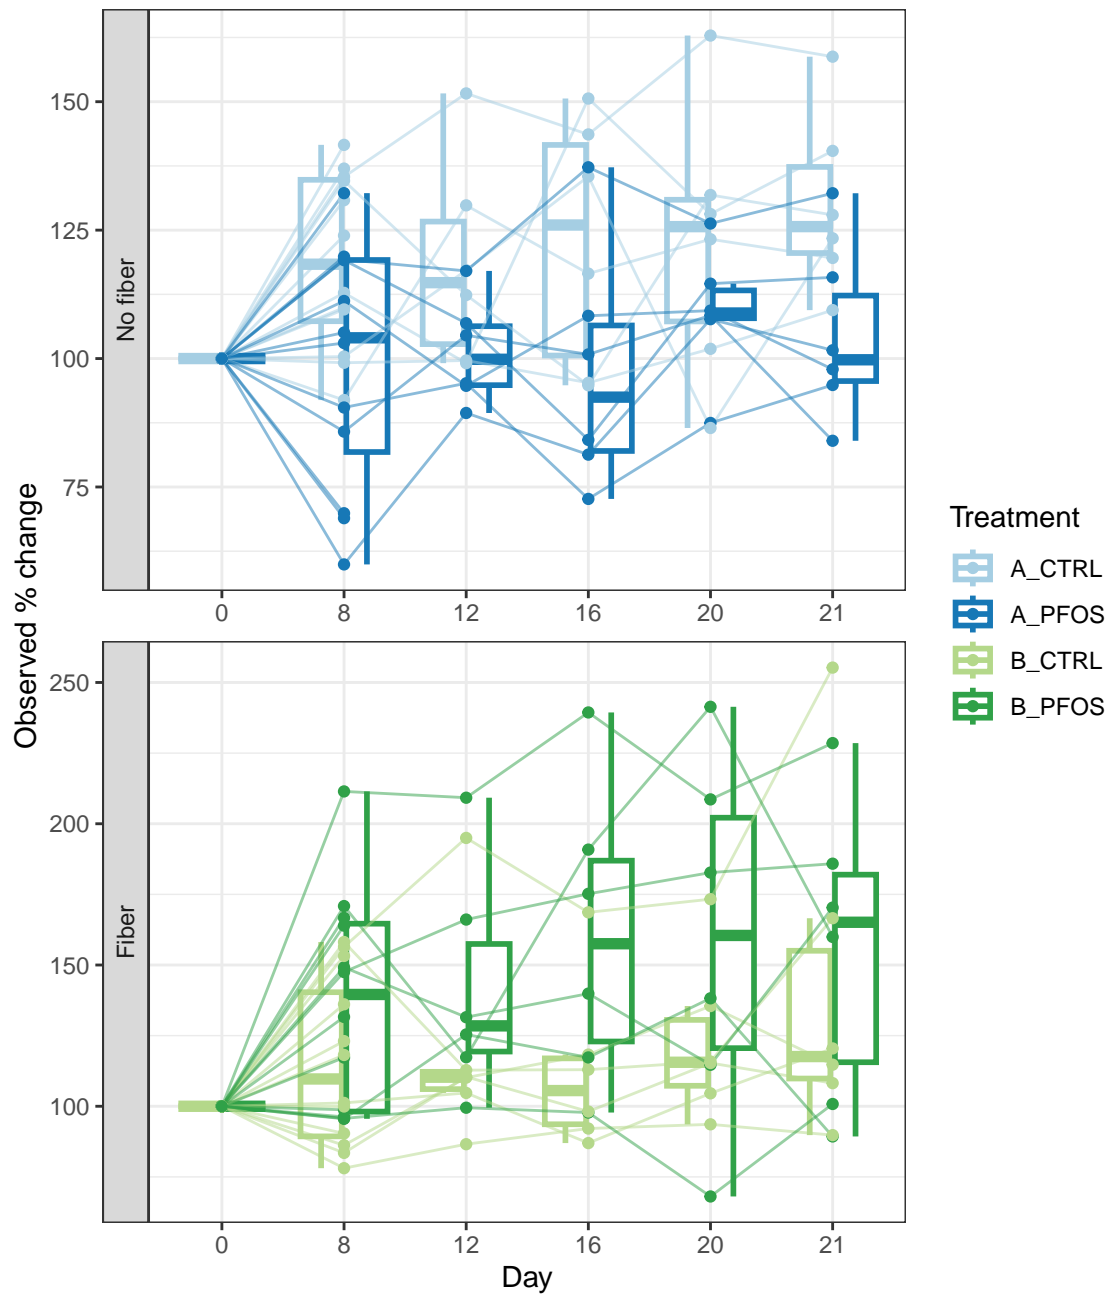 Observed % change
No fiber
150
125
100
75
0 8 12 16 20 21
Fiber
250
200
150
100
0 8 12 16 20 21
Day
Treatment
A_CTRL
A_PFOS
B_CTRL
B_PFOS